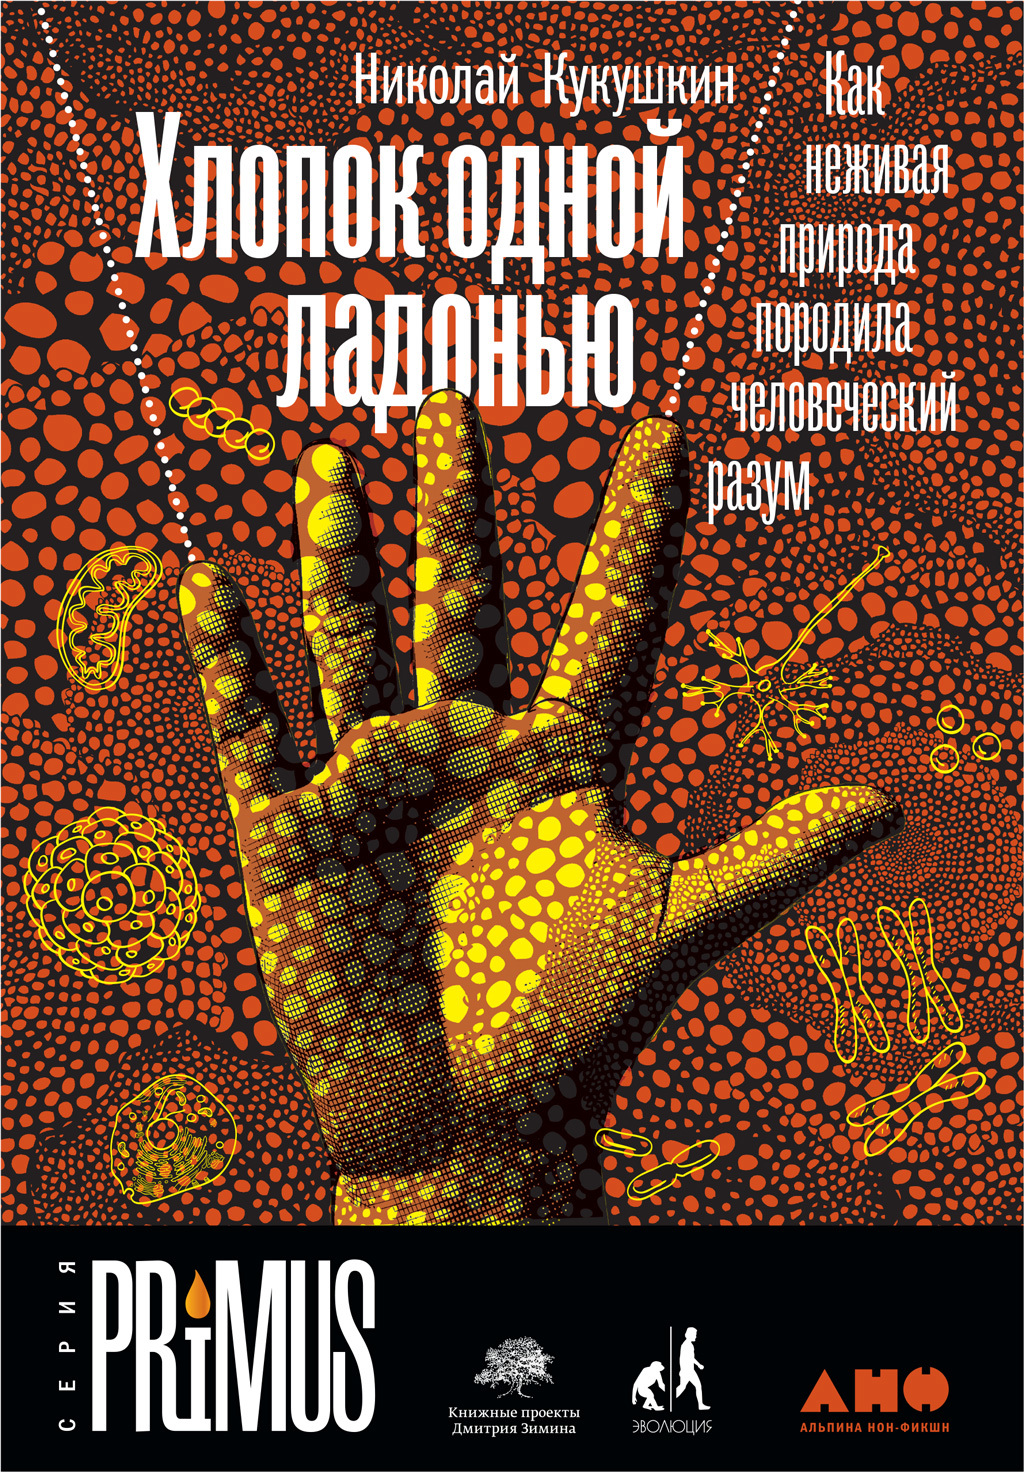 Николай Кукушкин
Хлопок одной
ладонью
Как
неживая
природа
породила
человеческий
разум
СЕРИЯ
PRiMUS
Книжные проекты
Дмитрия Зимина
ЭВОЛЮЦИЯ
АНФ
АЛЬПИНА НОН-ФИКШН